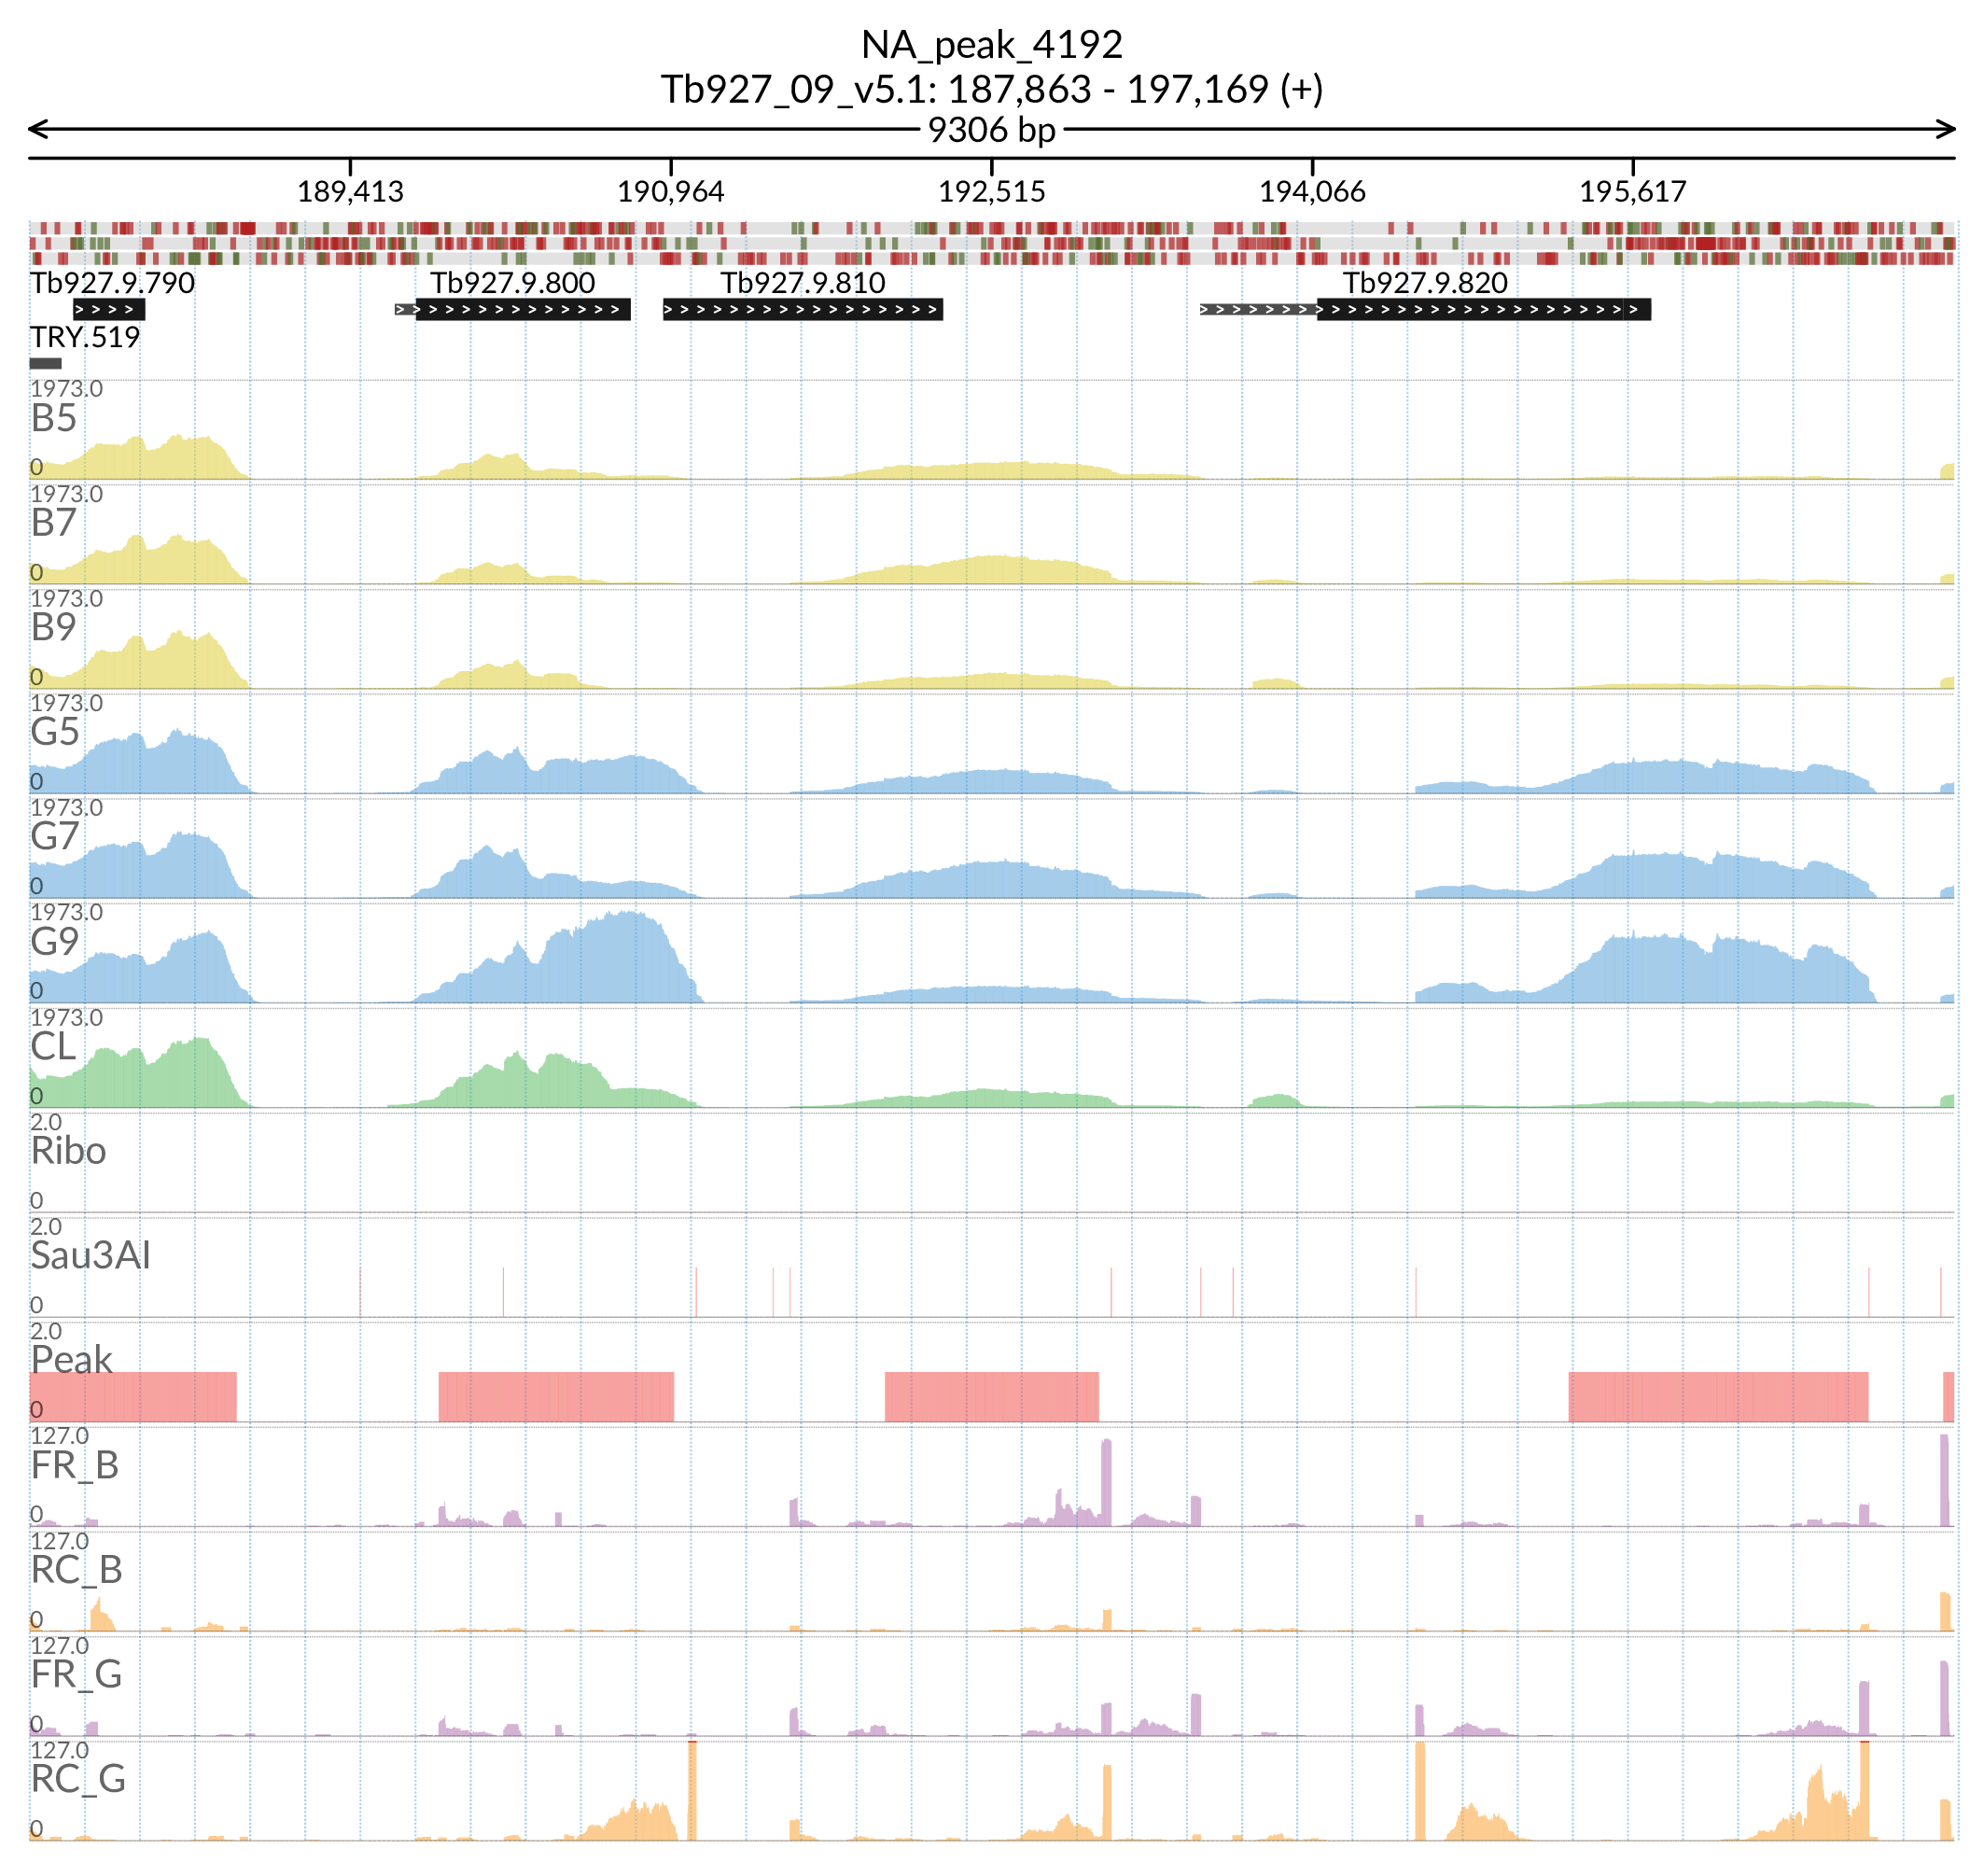 NA_peak_4192
Tb927_09_v5.1: 187,863 - 197,169 (+)
9306 bp
189,413 190,964 192,515 194,066 195,617
Tb927.9.790 Tb927.9.800 Tb927.9.810 Tb927.9.820
TRY.519
1973.0
B5
0
1973.0
B7
0
1973.0
B9
0
1973.0
G5
0
1973.0
G7
0
1973.0
G9
0
1973.0
CL
0
2.0
Ribo
0
2.0
Sau3AI
0
2.0
Peak
0
127.0
FR_B
0
127.0
RC_B
0
127.0
FR_G
0
127.0
RC_G
0